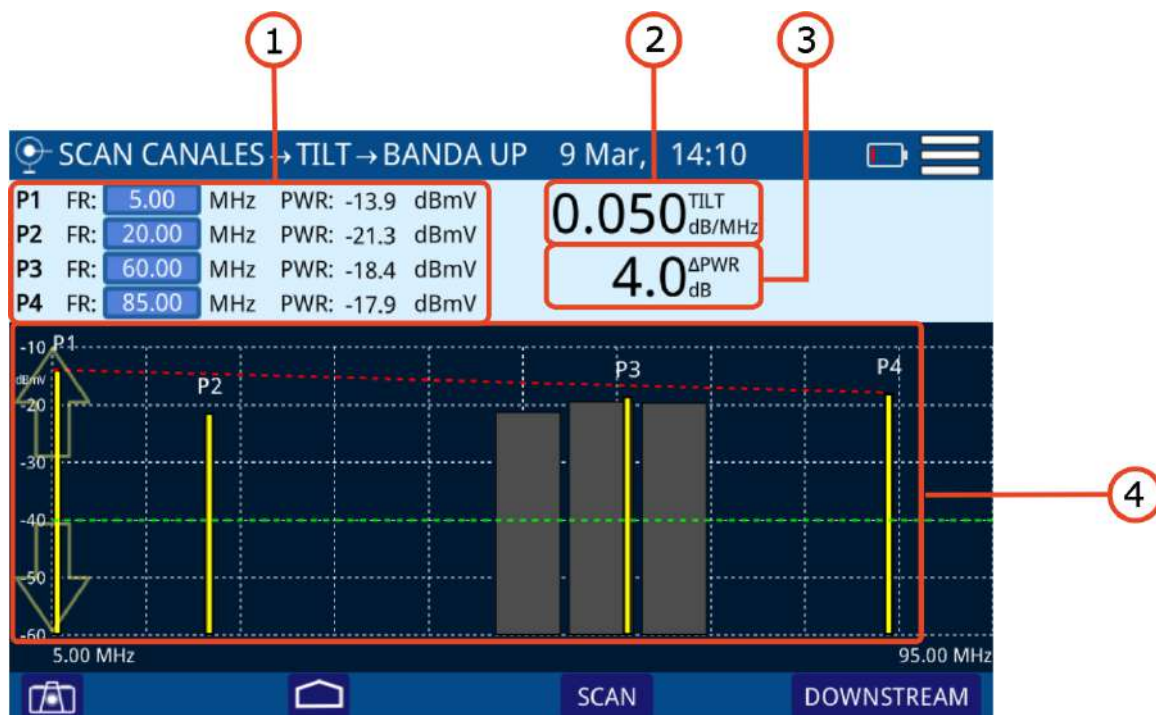 1 2 3
SCAN CANALES → TILT → BANDA UP 9 Mar, 14:10
P1 FR: 5.00 MHz PWR: -13.9 dBmV
P2 FR: 20.00 MHz PWR: -21.3 dBmV
P3 FR: 60.00 MHz PWR: -18.4 dBmV
P4 FR: 85.00 MHz PWR: -17.9 dBmV
0.050 TILT dB/MHz
4.0 ΔPWR dB
-10 P1
dBmV
P2
P3
P4
-20
-30
-40
-50
-60
4
5.00 MHz 95.00 MHz
SCAN DOWNSTREAM